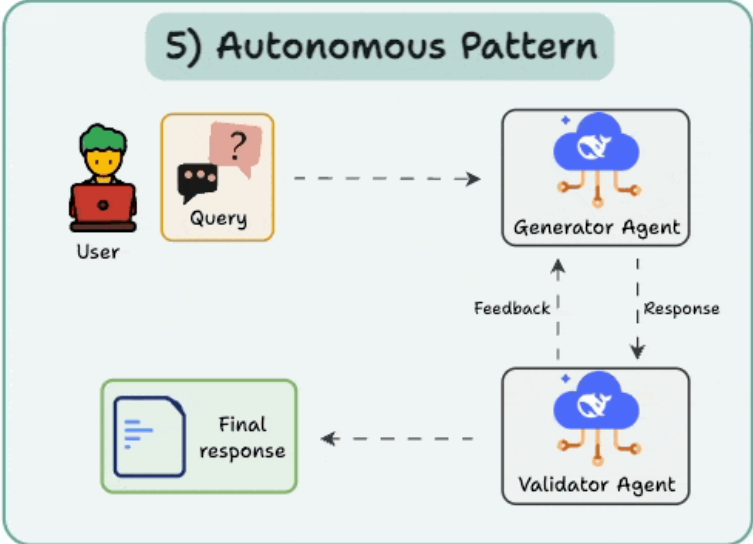 5) Autonomous Pattern
?
Query
User
Generator Agent
Feedback
Response
Final
response
Validator Agent